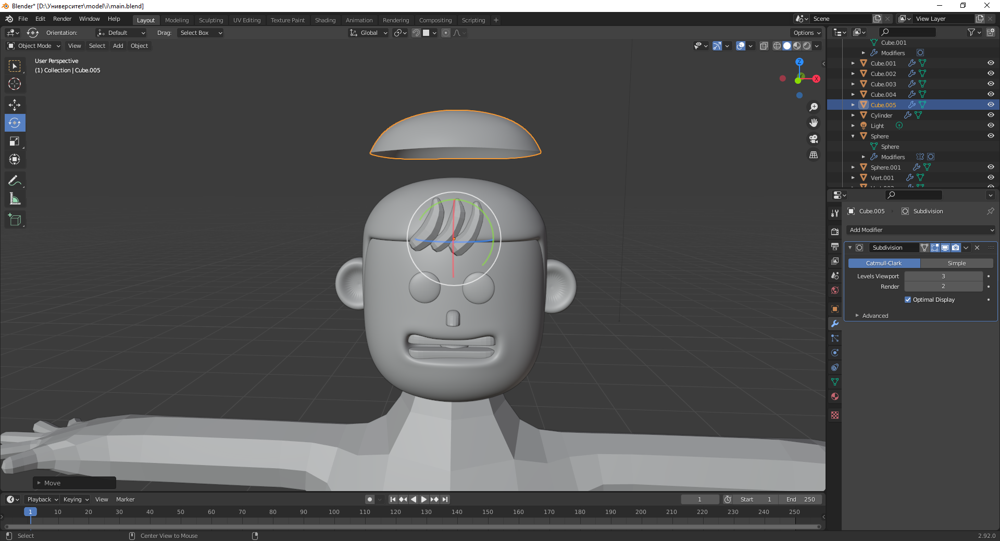 Blender* [D:\Университет\model\i\main.blend]
File Edit Render Window Help
Layout Modeling Sculpting UV Editing Texture Paint Shading Animation Rendering Compositing Scripting +
Scene
View Layer
Orientation: Default Drag: Select Box
Global
Options
Object Mode View Select Add Object
User Perspective
(1) Collection | Cube.005
Z
X
Move
Cube.001
Modifiers
Cube.001
Cube.002
Cube.003
Cube.004
Cube.005
Cylinder
Light
Sphere
Sphere
Modifiers
Sphere.001
Vert.001
Cube.005 Subdivision
Add Modifier
Subdivision
Catmull-Clark Simple
Levels Viewport 3
Render 2
Optimal Display
Advanced
Playback Keying View Marker
1 Start 1 End 250
1 10 20 30 40 50 60 70 80 90 100 110 120 130 140 150 160 170 180 190 200 210 220 230 240 250
Select Center View to Mouse
2.92.0